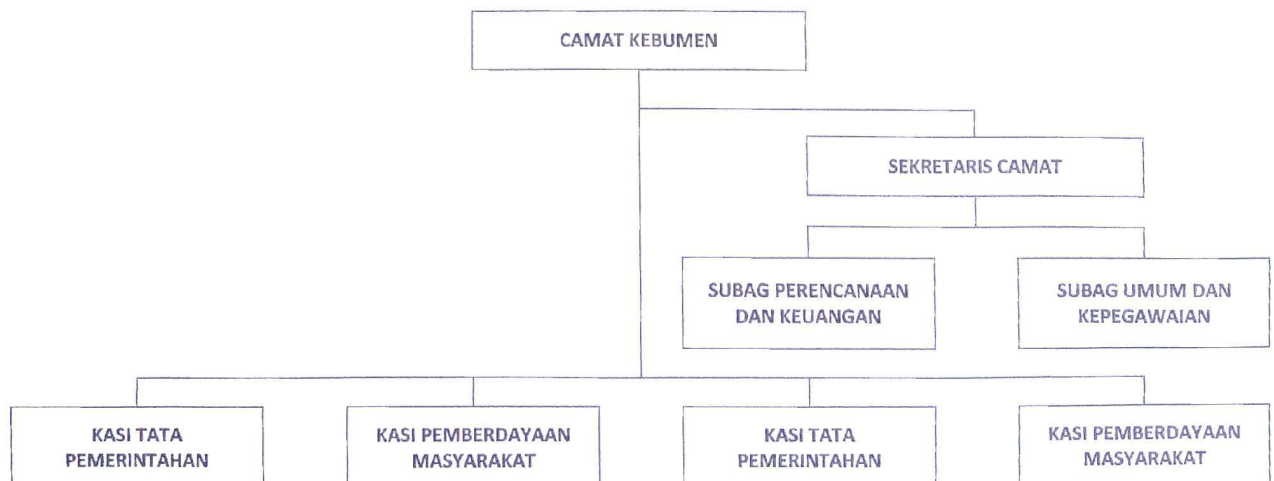 CAMAT KEBUMEN
SEKRETARIS CAMAT
SUBAG PERENCANAAN
DAN KEUANGAN
SUBAG UMUM DAN
KEPEGAWAIAN
KASI TATA
PEMERINTAHAN
KASI PEMBERDAYAAN
MASYARAKAT
KASI TATA
PEMERINTAHAN
KASI PEMBERDAYAAN
MASYARAKAT